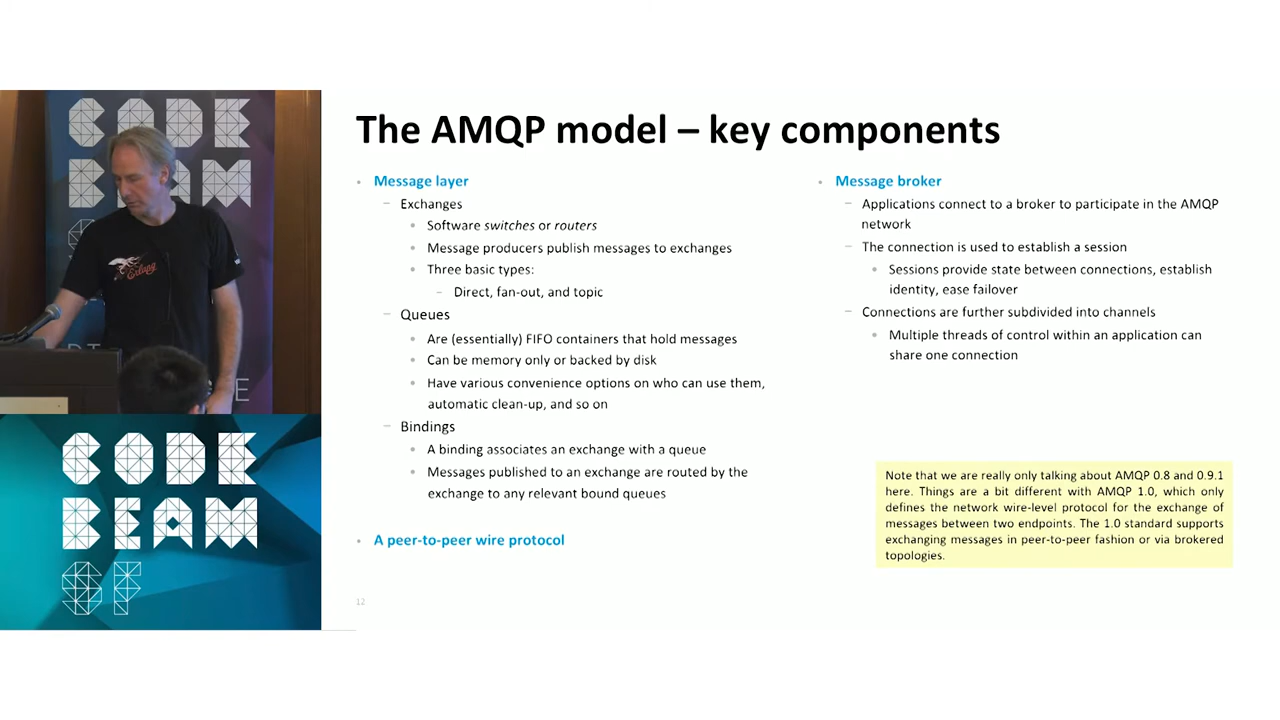 CODE
BEAM
Erlang
E
CODE
BEAM
SF
The AMQP model – key components
• Message layer
– Exchanges
• Software switches or routers
• Message producers publish messages to exchanges
• Three basic types:
– Direct, fan-out, and topic
– Queues
• Are (essentially) FIFO containers that hold messages
• Can be memory only or backed by disk
• Have various convenience options on who can use them,
automatic clean-up, and so on
– Bindings
• A binding associates an exchange with a queue
• Messages published to an exchange are routed by the
exchange to any relevant bound queues
• A peer-to-peer wire protocol
12
• Message broker
– Applications connect to a broker to participate in the AMQP
network
– The connection is used to establish a session
• Sessions provide state between connections, establish
identity, ease failover
– Connections are further subdivided into channels
• Multiple threads of control within an application can
share one connection
Note that we are really only talking about AMQP 0.8 and 0.9.1
here. Things are a bit different with AMQP 1.0, which only
defines the network wire-level protocol for the exchange of
messages between two endpoints. The 1.0 standard supports
exchanging messages in peer-to-peer fashion or via brokered
topologies.